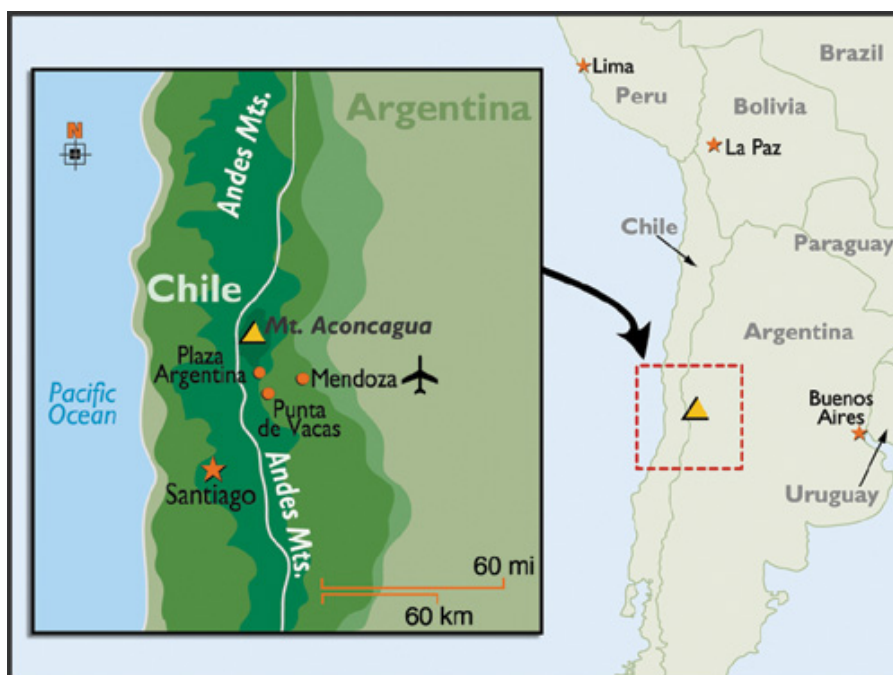 N
Andes Mts.
Argentina
Chile
Mt. Aconcagua
Plaza
Argentina
Mendoza
Punta
de Vacas
Pacific
Ocean
Santiago
Andes Mts.
60 mi
60 km
Lima
Peru
Brazil
Bolivia
La Paz
Chile
Paraguay
Argentina
Buenos
Aires
Uruguay